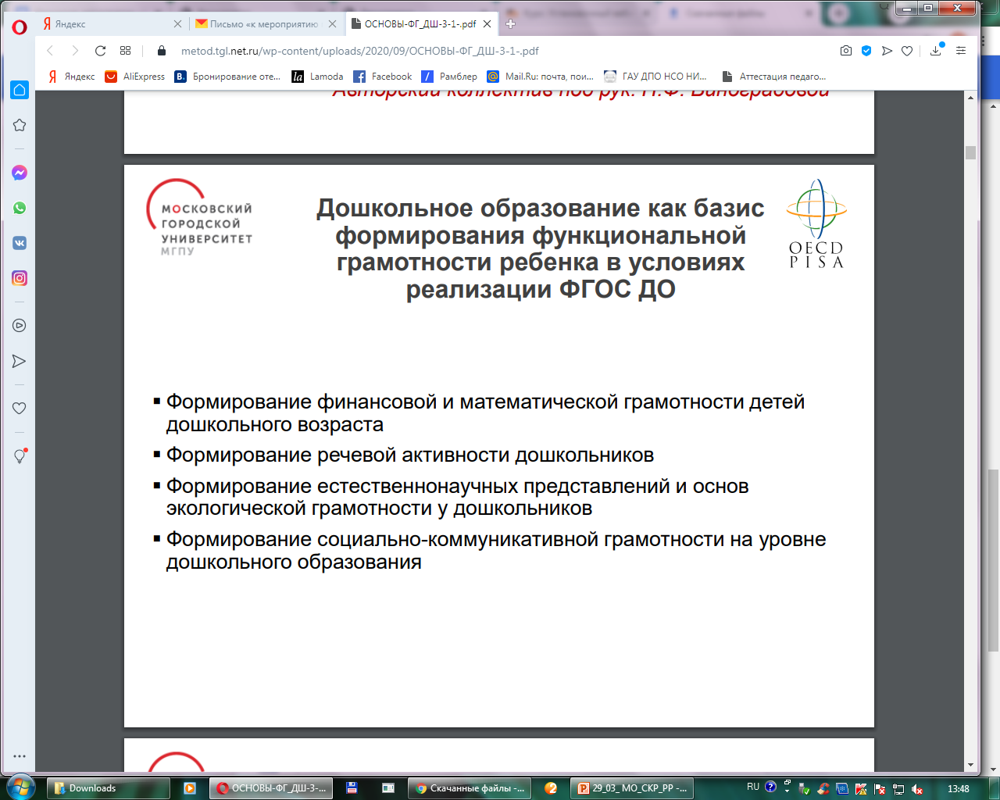 Яндекс
Письмо «к мероприятию
ОСНОВЫ-ФГ_ДШ-3-1-.pdf
metod.tgl.net.ru/wp-content/uploads/2020/09/ОСНОВЫ-ФГ_ДШ-3-1-.pdf
Яндекс
AliExpress
Бронирование оте...
Lamoda
Facebook
Рамблер
Mail.Ru: почта, пои...
ГАУ ДПО НСО НИ...
Аттестация педаго...
Авторский коллектив под рук. Н.Ф. Виноградовой
МОСКОВСКИЙ
ГОРОДСКОЙ
УНИВЕРСИТЕТ
МГПУ
Дошкольное образование как базис
формирования функциональной
грамотности ребенка в условиях
реализации ФГОС ДО
OECD
PISA
▪ Формирование финансовой и математической грамотности детей
дошкольного возраста
▪ Формирование речевой активности дошкольников
▪ Формирование естественнонаучных представлений и основ
экологической грамотности у дошкольников
▪ Формирование социально-коммуникативной грамотности на уровне
дошкольного образования
Downloads
ОСНОВЫ-ФГ_ДШ-3-...
Скачанные файлы -...
29_03_ МО_СКР_РР -...
RU
13:48